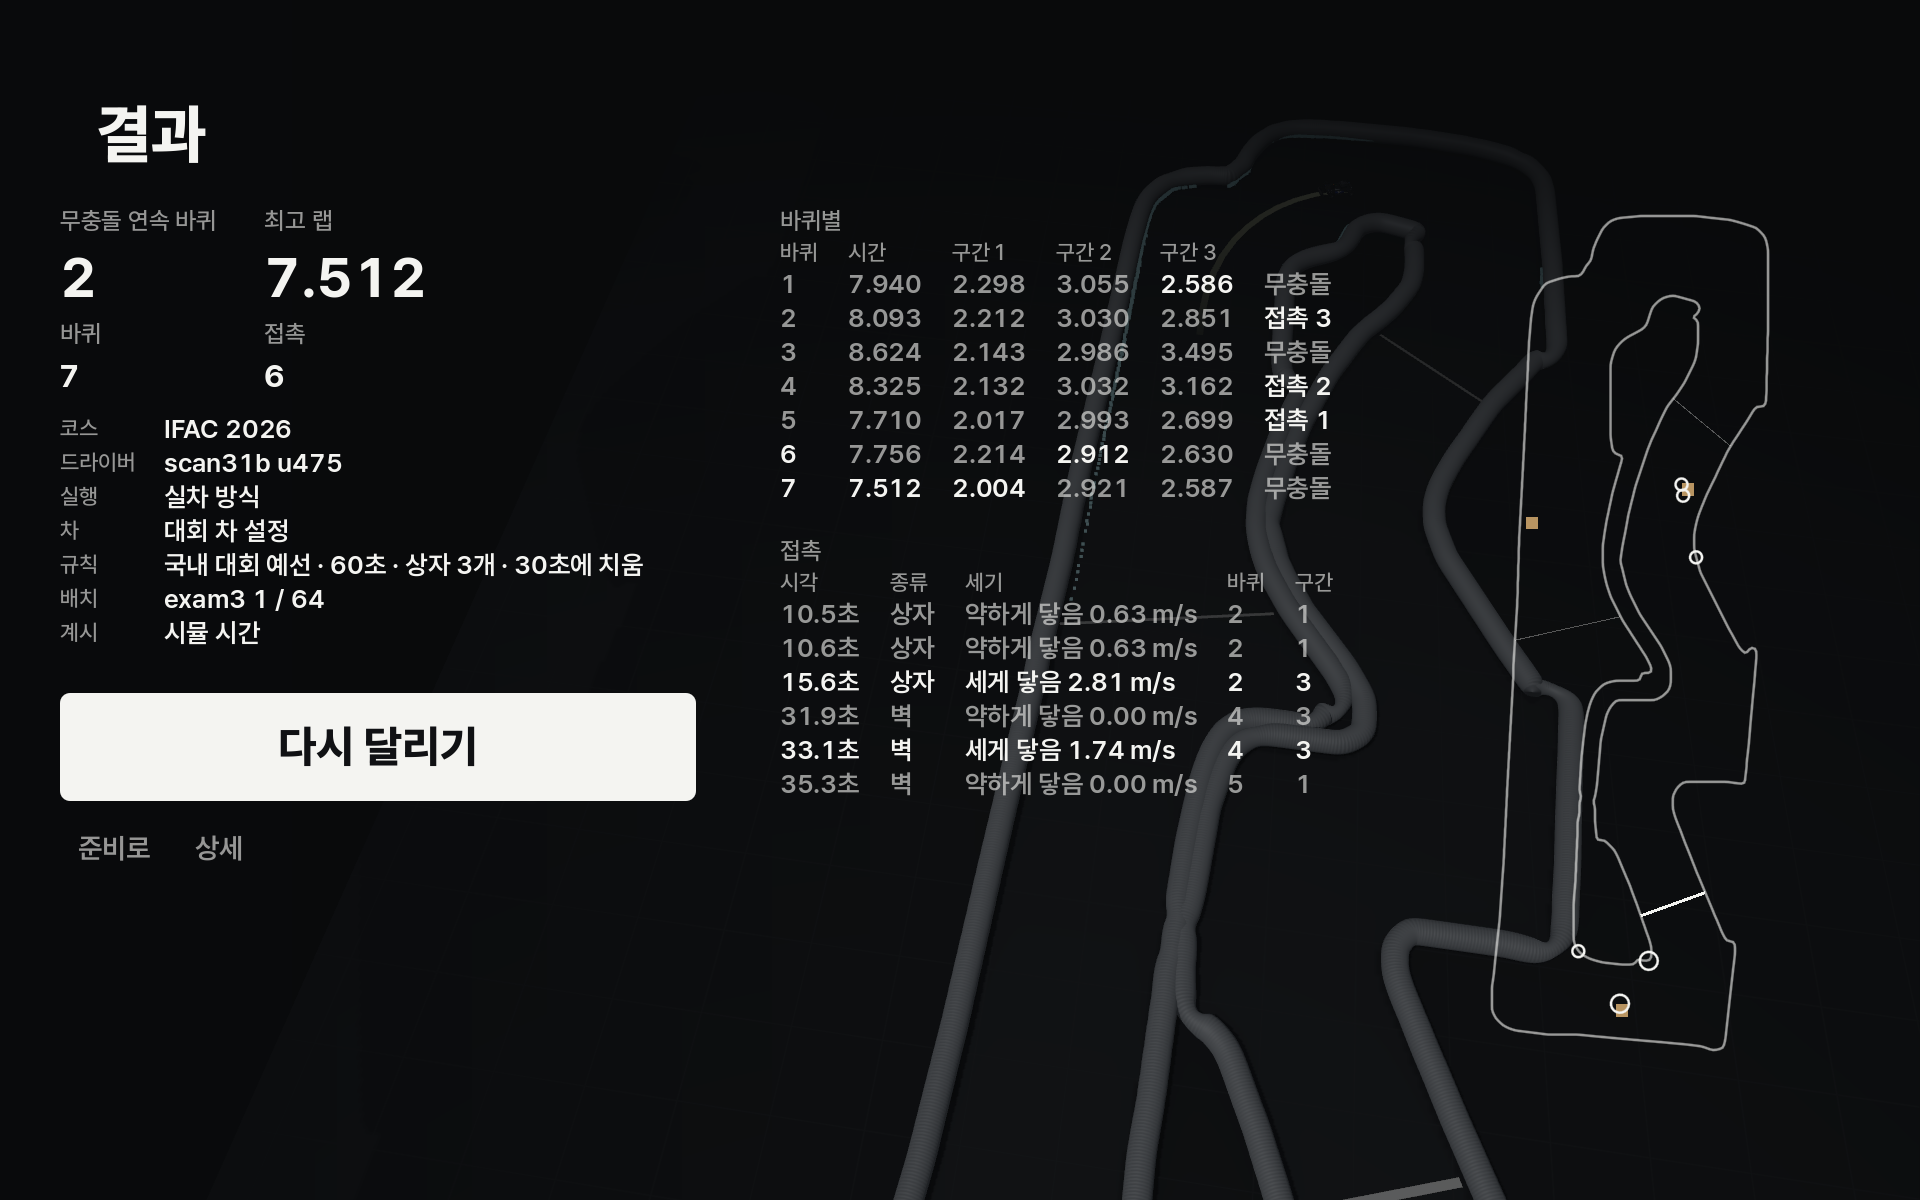 결과
무충돌 연속 바퀴 최고 랩
2 7.512
바퀴 접촉
7 6
코스 IFAC 2026
드라이버 scan31b u475
실행 실차 방식
차 대회 차 설정
규칙 국내 대회 예선 · 60초 · 상자 3개 · 30초에 치움
배치 exam3 1 / 64
계시 시뮬 시간
다시 달리기
준비로 상세
바퀴별
바퀴 시간 구간 1 구간 2 구간 3
1 7.940 2.298 3.055 2.586 무충돌
2 8.093 2.212 3.030 2.851 접촉 3
3 8.624 2.143 2.986 3.495 무충돌
4 8.325 2.132 3.032 3.162 접촉 2
5 7.710 2.017 2.993 2.699 접촉 1
6 7.756 2.214 2.912 2.630 무충돌
7 7.512 2.004 2.921 2.587 무충돌
접촉
시각 종류 세기 바퀴 구간
10.5초 상자 약하게 닿음 0.63 m/s 2 1
10.6초 상자 약하게 닿음 0.63 m/s 2 1
15.6초 상자 세게 닿음 2.81 m/s 2 3
31.9초 벽 약하게 닿음 0.00 m/s 4 3
33.1초 벽 세게 닿음 1.74 m/s 4 3
35.3초 벽 약하게 닿음 0.00 m/s 5 1